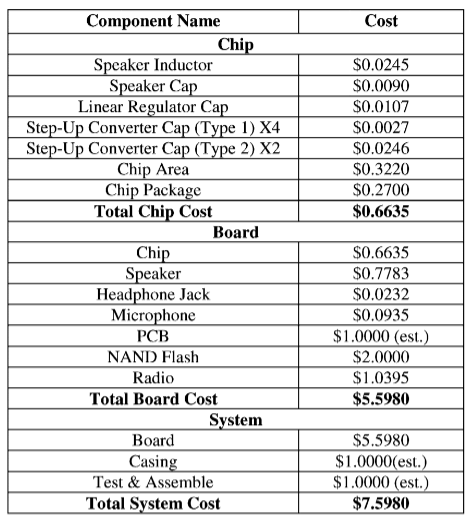 Component Name Cost
Chip
Speaker Inductor $0.0245
Speaker Cap $0.0090
Linear Regulator Cap $0.0107
Step-Up Converter Cap (Type 1) X4 $0.0027
Step-Up Converter Cap (Type 2) X2 $0.0246
Chip Area $0.3220
Chip Package $0.2700
Total Chip Cost $0.6635
Board
Chip $0.6635
Speaker $0.7783
Headphone Jack $0.0232
Microphone $0.0935
PCB $1.0000 (est.)
NAND Flash $2.0000
Radio $1.0395
Total Board Cost $5.5980
System
Board $5.5980
Casing $1.0000(est.)
Test & Assemble $1.0000 (est.)
Total System Cost $7.5980